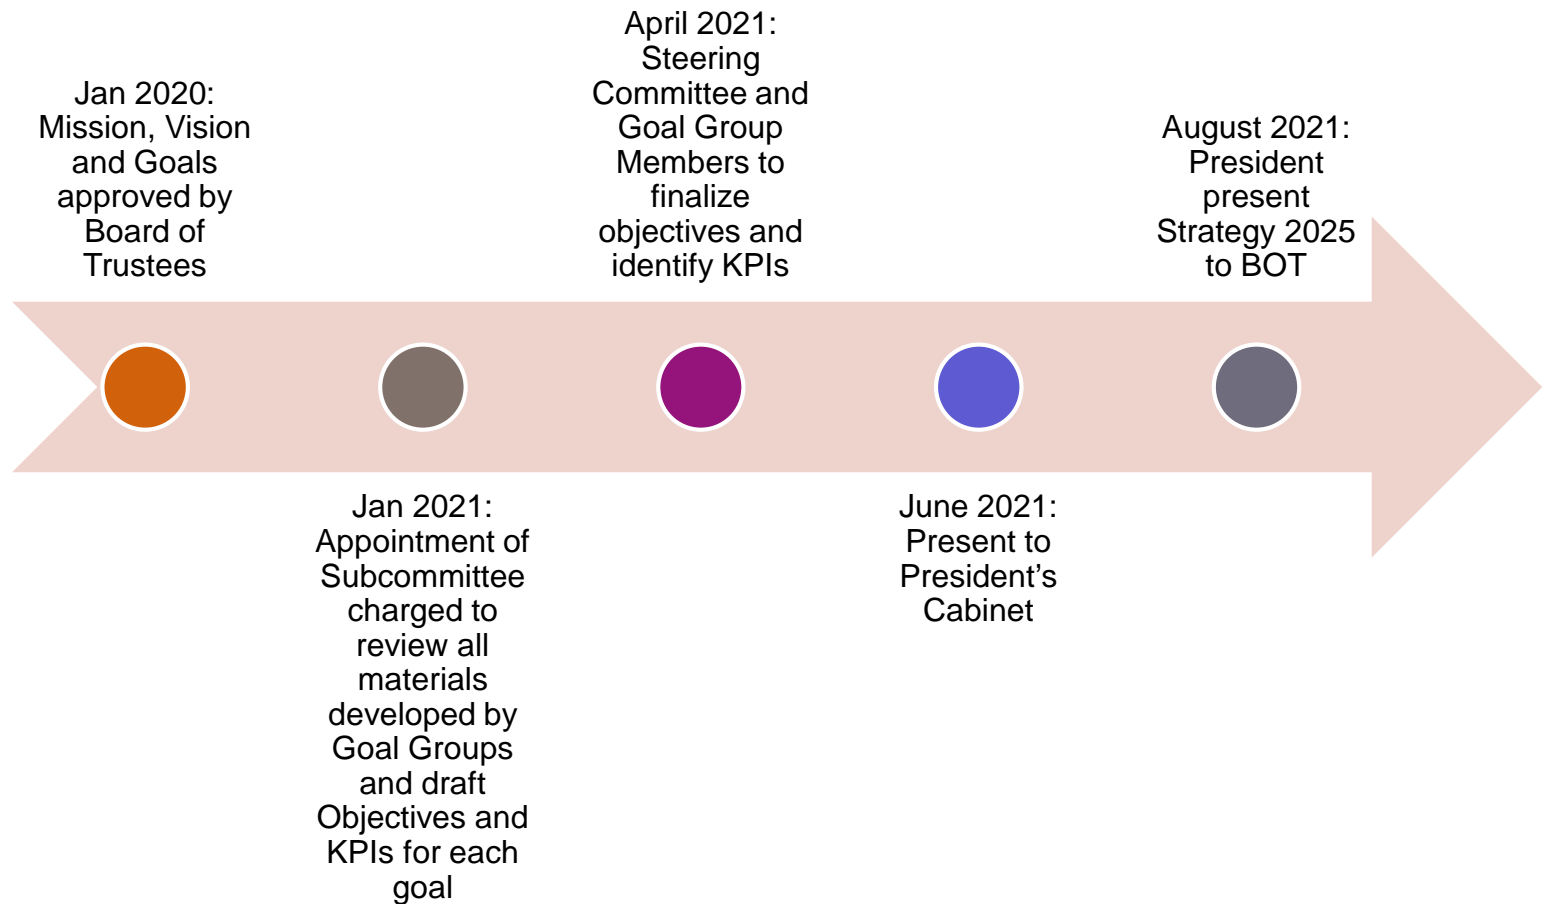 Jan 2020:
Mission, Vision
and Goals
approved by
Board of
Trustees
Jan 2021:
Appointment of
Subcommittee
charged to
review all
materials
developed by
Goal Groups
and draft
Objectives and
KPIs for each
goal
April 2021:
Steering
Committee and
Goal Group
Members to
finalize
objectives and
identify KPIs
June 2021:
Present to
President’s
Cabinet
August 2021:
President
present
Strategy 2025
to BOT